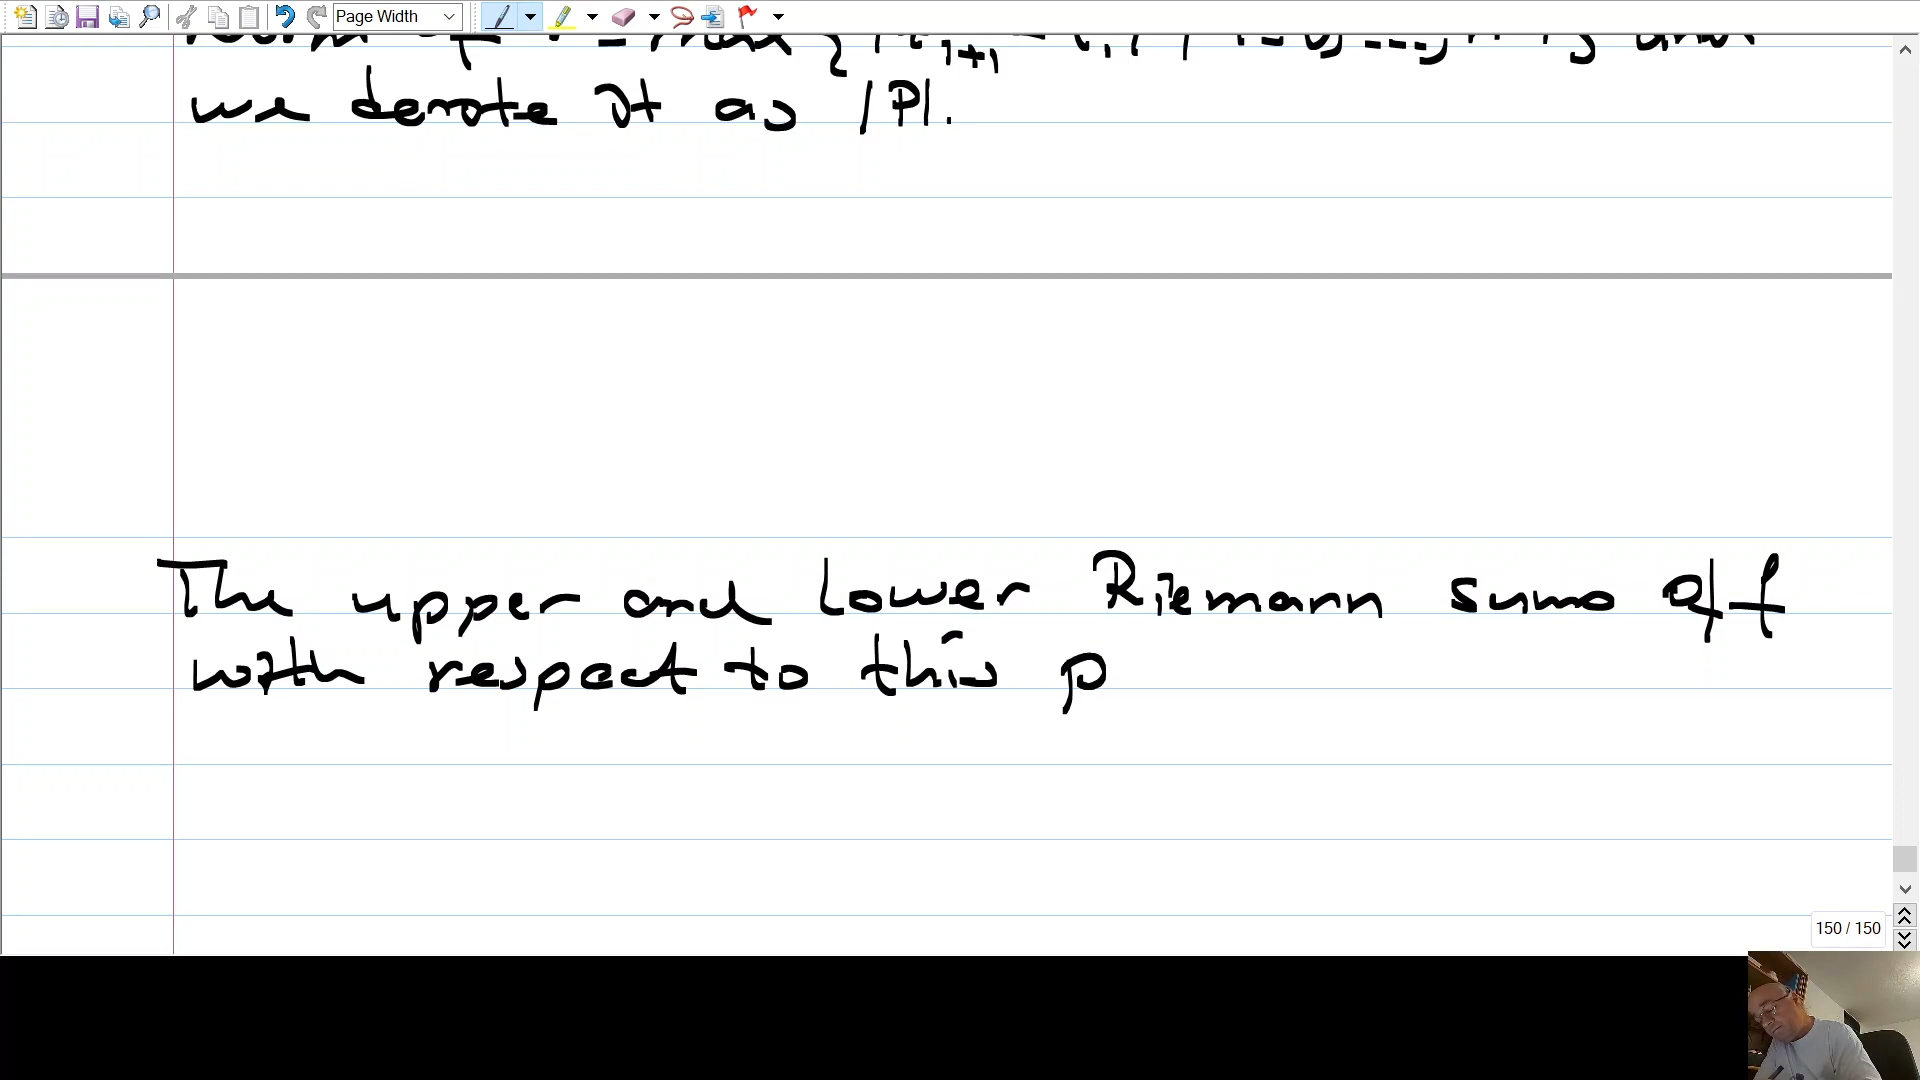 Page Width
we denote it as |P|.
The upper and lower Riemann sums of f
with respect to this p
150 / 150